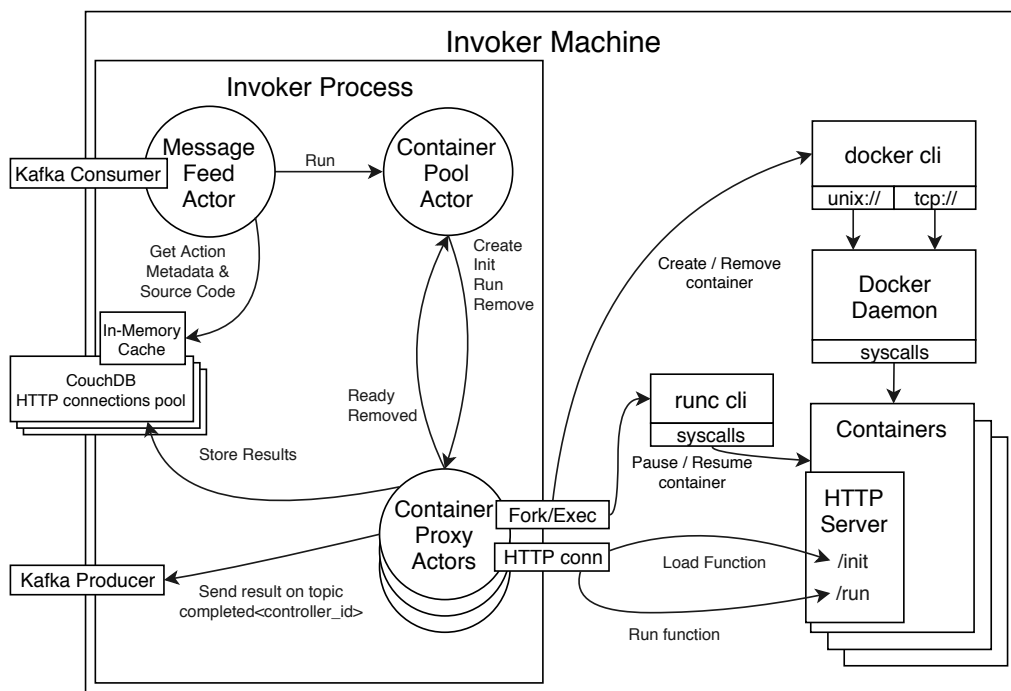 Invoker Machine
Invoker Process
Message
Feed
Actor
Run
Container
Pool
Actor
Kafka Consumer
Get Action
Metadata &
Source Code
Create
Init
Run
Remove
In-Memory
Cache
CouchDB
HTTP connections pool
Ready
Removed
Store Results
Container
Proxy
Actors
Fork/Exec
HTTP conn
Kafka Producer
Send result on topic
completed<controller_id>
docker cli
unix://
tcp://
Create / Remove
container
Docker
Daemon
syscalls
runc cli
syscalls
Pause / Resume
container
Containers
HTTP
Server
/init
/run
Load Function
Run function